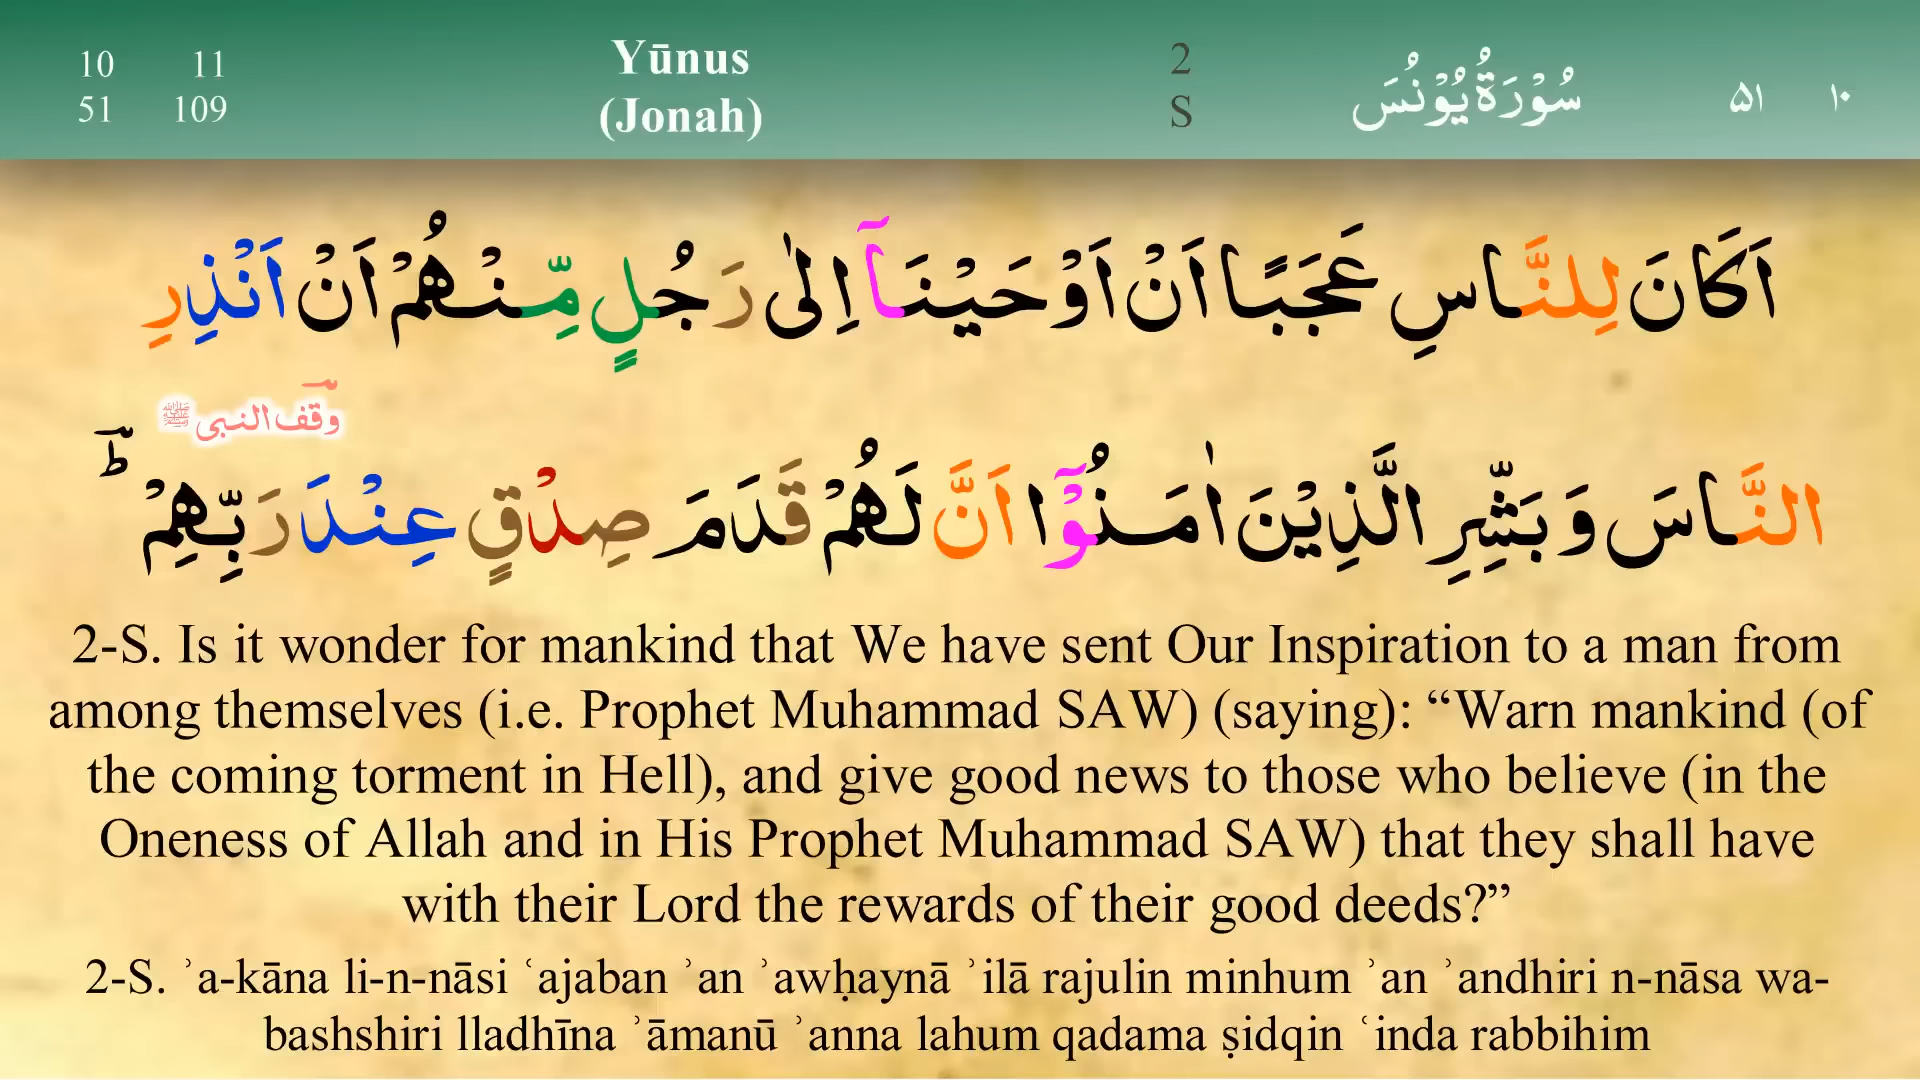 10 11
51 109
Yūnus
(Jonah)
2
S
سُوْرَةُ يُوْنُسَ
۵۱ ۱۰
اَكَانَ لِلنَّاسِ عَجَبًا اَنْ اَوْحَيْنَاۤ اِلٰى رَجُلٍ مِّنْهُمْ اَنْ اَنْذِرِ
وقف النبی ﷺ
النَّاسَ وَ بَشِّرِ الَّذِيْنَ اٰمَنُوْۤا اَنَّ لَهُمْ قَدَمَ صِدْقٍ عِنْدَ رَبِّهِمْ ؕ
2-S. Is it wonder for mankind that We have sent Our Inspiration to a man from
among themselves (i.e. Prophet Muhammad SAW) (saying): “Warn mankind (of
the coming torment in Hell), and give good news to those who believe (in the
Oneness of Allah and in His Prophet Muhammad SAW) that they shall have
with their Lord the rewards of their good deeds?”
2-S. ʾa-kāna li-n-nāsi ʿajaban ʾan ʾawḥaynā ʾilā rajulin minhum ʾan ʾandhiri n-nāsa wa-
bashshiri lladhīna ʾāmanū ʾanna lahum qadama ṣidqin ʿinda rabbihim